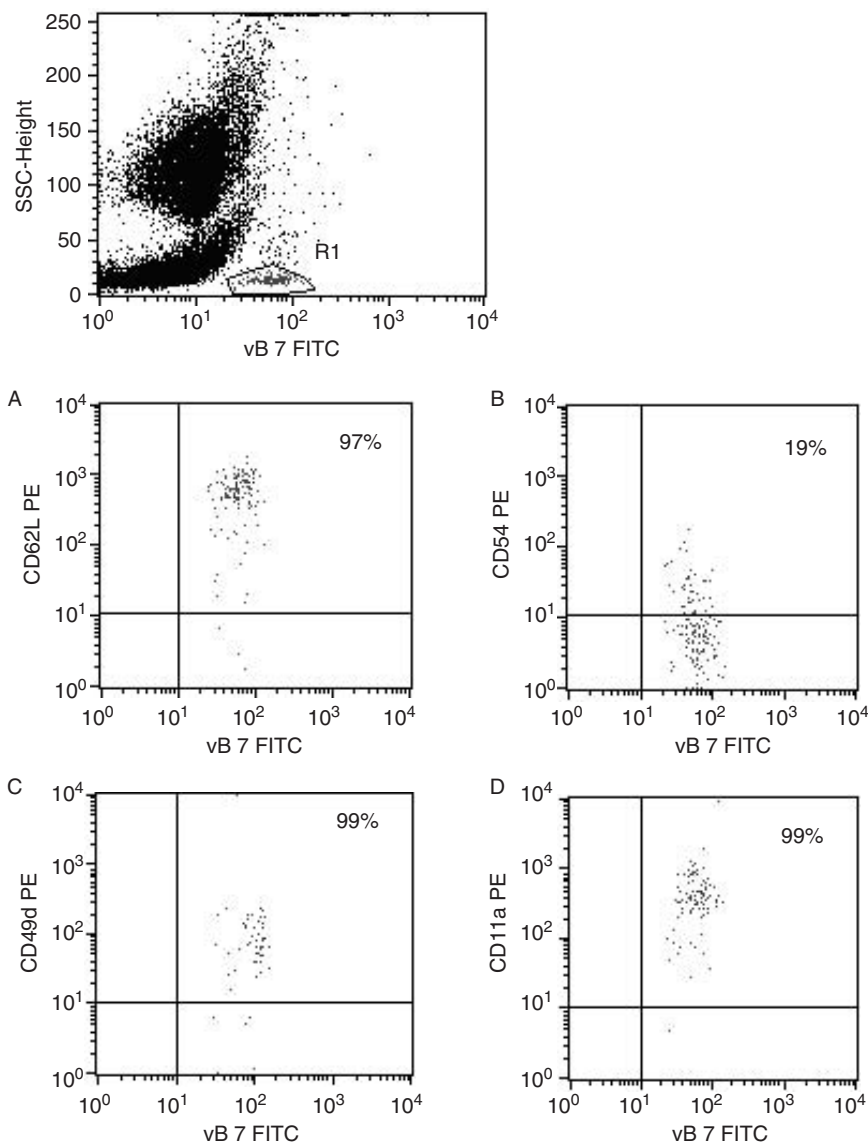 250
200
150
100
50
0
SSC-Height
R1
10^0 10^1 10^2 10^3 10^4
vB 7 FITC
A
10^4
10^3
10^2
10^1
10^0
CD62L PE
97%
10^0 10^1 10^2 10^3 10^4
vB 7 FITC
B
10^4
10^3
10^2
10^1
10^0
CD54 PE
19%
10^0 10^1 10^2 10^3 10^4
vB 7 FITC
C
10^4
10^3
10^2
10^1
10^0
CD49d PE
99%
10^0 10^1 10^2 10^3 10^4
vB 7 FITC
D
10^4
10^3
10^2
10^1
10^0
CD11a PE
99%
10^0 10^1 10^2 10^3 10^4
vB 7 FITC